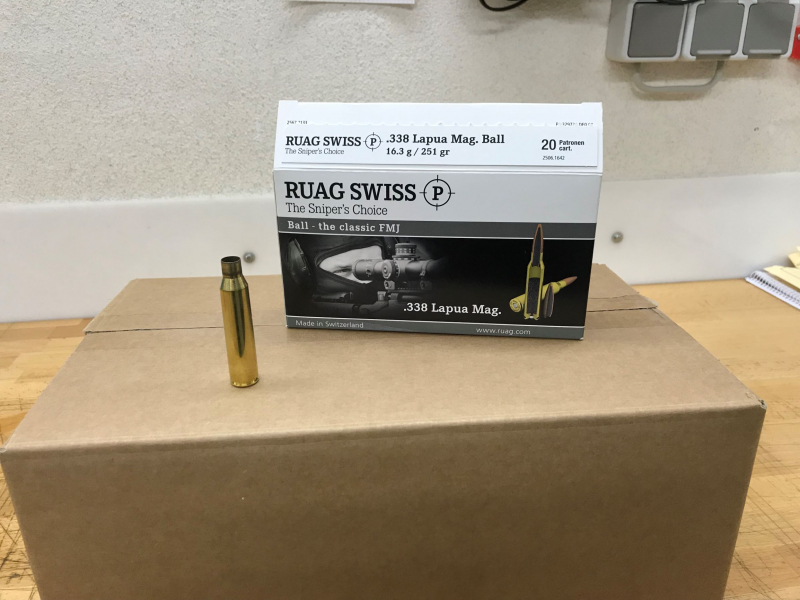 RUAG SWISS P .338 Lapua Mag. Ball
The Sniper's Choice 16.3 g / 251 gr
20 Patronen cart.
2506.1642
RUAG SWISS P
The Sniper's Choice
Ball - the classic FMJ
.338 Lapua Mag.
Made in Switzerland www.ruag.com